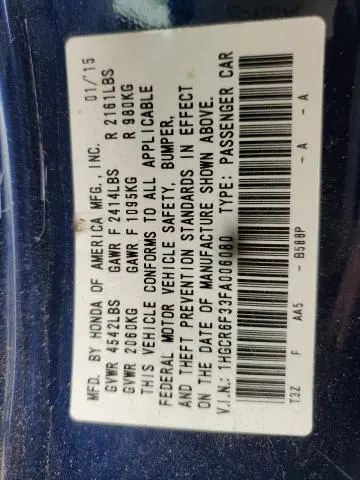 MFD. BY HONDA OF AMERICA MFG., INC. 01/'15
GVWR 4542LBS GAWR F 2414LBS R 2161LBS
GVWR 2060KG GAWR F 1095KG R 980KG
THIS VEHICLE CONFORMS TO ALL APPLICABLE
FEDERAL MOTOR VEHICLE SAFETY, BUMPER,
AND THEFT PREVENTION STANDARDS IN EFFECT
ON THE DATE OF MANUFACTURE SHOWN ABOVE.
V.I.N.: 1HGCR6F33FA006080 TYPE: PASSENGER CAR
T3Z F AA5 - B588P - A - A